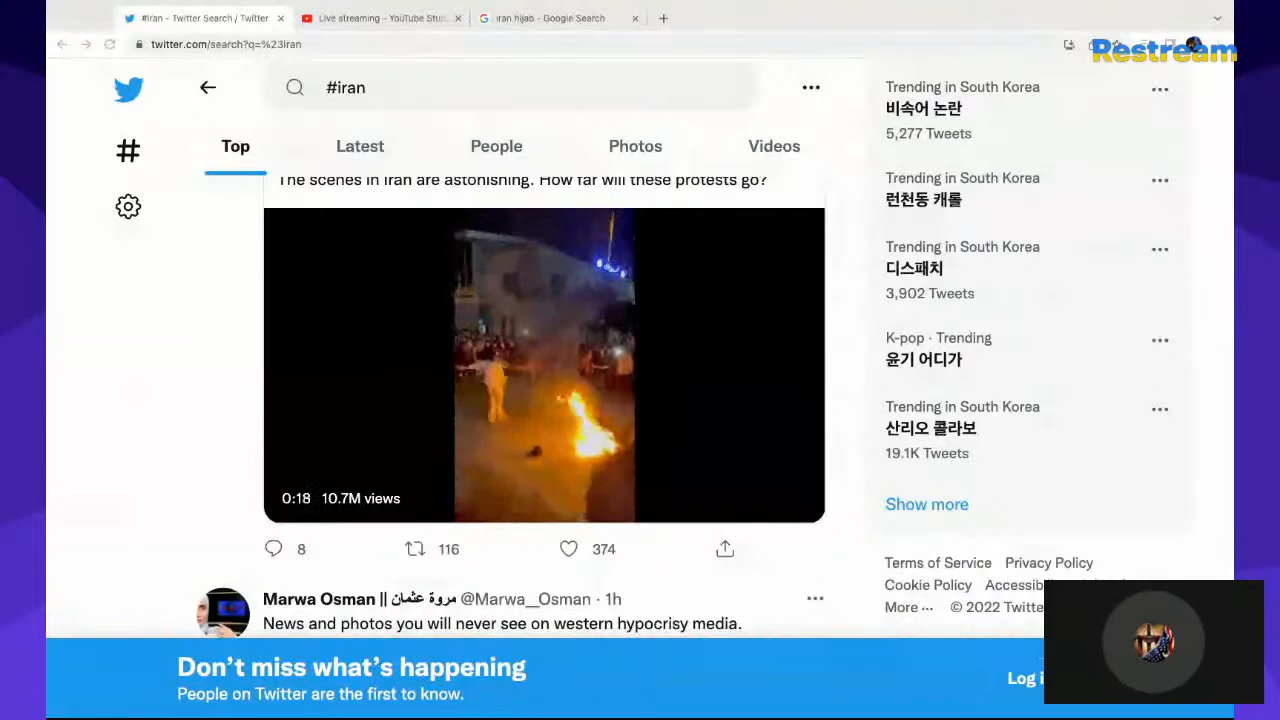 #iran - Twitter Search / Twitter
Live streaming - YouTube Stu
iran hijab - Google Search
twitter.com/search?q=%23iran
Restream
#iran
Top
Latest
People
Photos
Videos
The scenes in Iran are astonishing. How far will these protests go?
0:18 10.7M views
8
116
374
Marwa Osman || مروة عثمان @Marwa__Osman · 1h
News and photos you will never see on western hypocrisy media.
Trending in South Korea
비속어 논란
5,277 Tweets
Trending in South Korea
런천동 캐롤
Trending in South Korea
디스패치
3,902 Tweets
K-pop · Trending
윤기 어디가
Trending in South Korea
산리오 콜라보
19.1K Tweets
Show more
Terms of Service Privacy Policy
Cookie Policy
More ··· © 2022 Twitte
Don’t miss what’s happening
People on Twitter are the first to know.
Log i